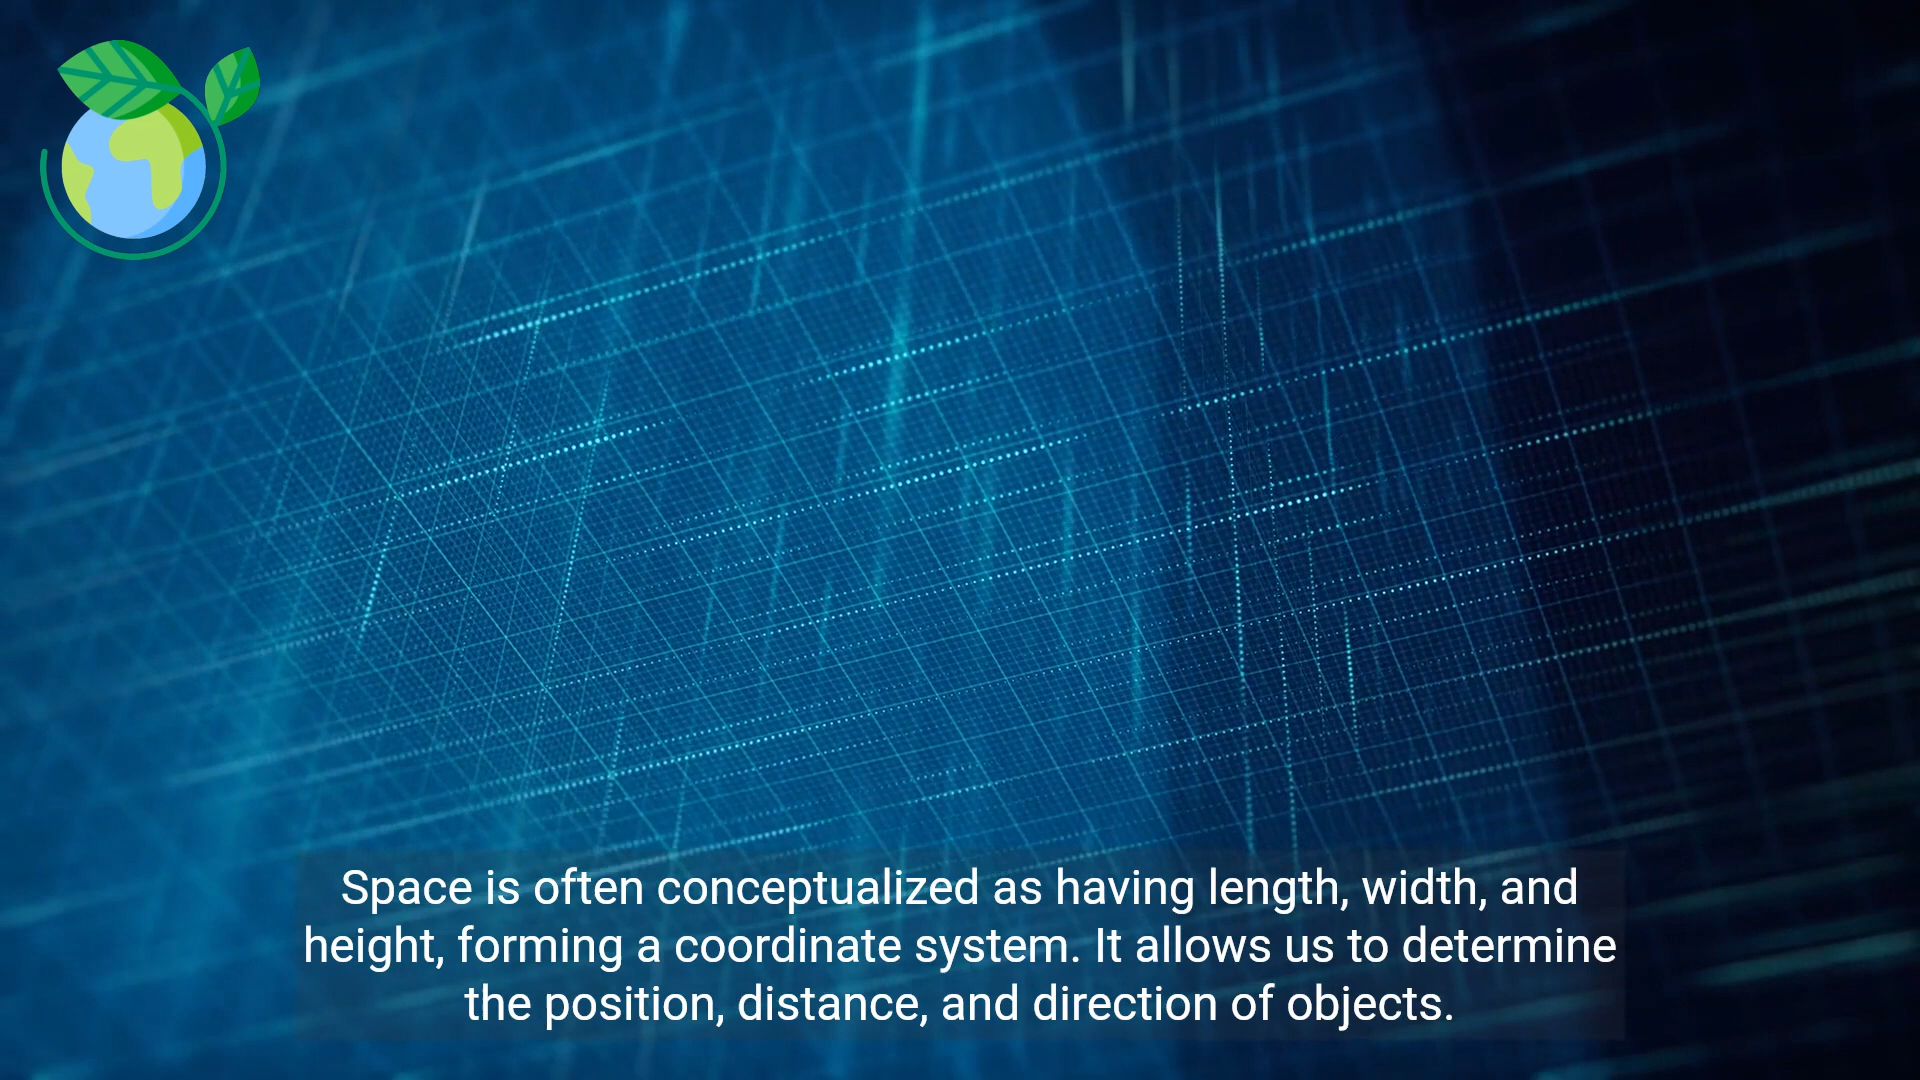 Space is often conceptualized as having length, width, and
height, forming a coordinate system. It allows us to determine
the position, distance, and direction of objects.